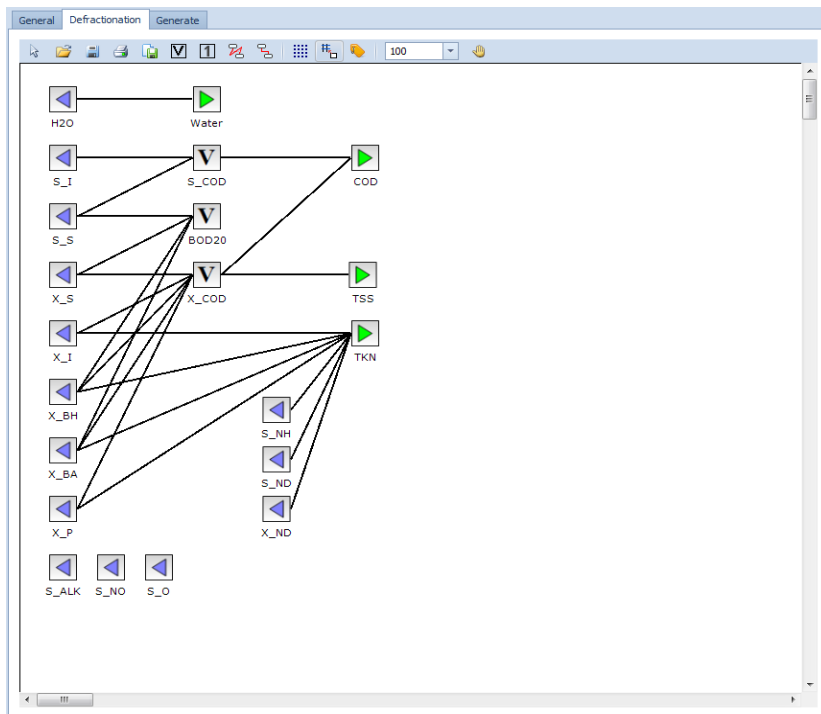 General Defractionation Generate
V 1 100
H2O Water
V
S_I S_COD COD
V
S_S BOD20
V
X_S X_COD TSS
X_I TKN
X_BH
S_NH
X_BA
S_ND
X_P X_ND
S_ALK S_NO S_O